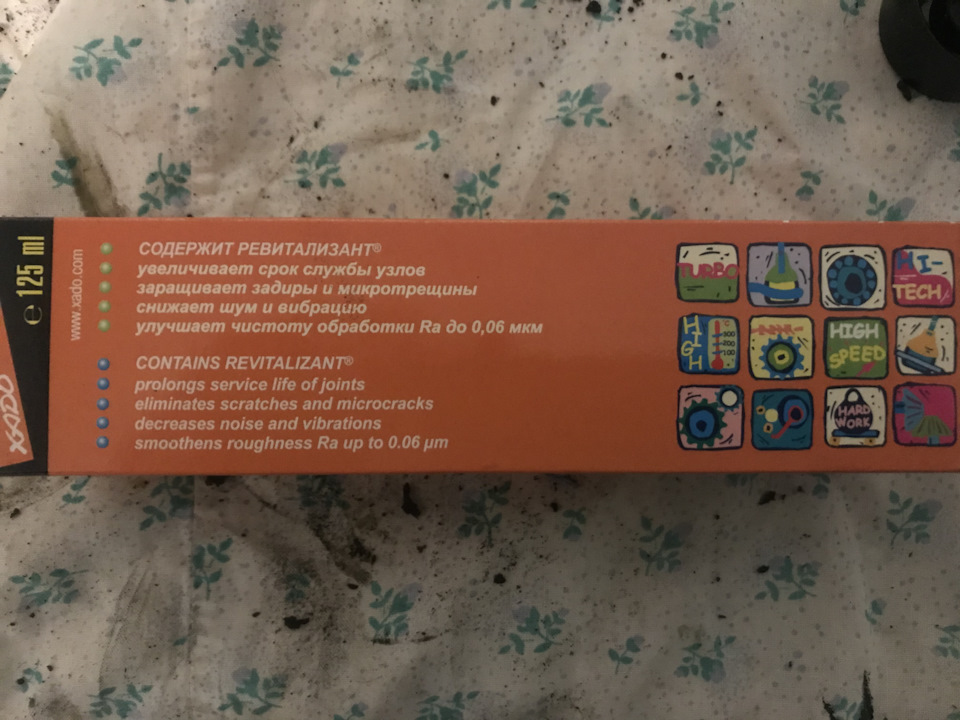 ℮ 125 ml
XADO
www.xado.com
СОДЕРЖИТ РЕВИТАЛИЗАНТ®
увеличивает срок службы узлов
заращивает задиры и микротрещины
снижает шум и вибрацию
улучшает чистоту обработки Ra до 0,06 мкм
CONTAINS REVITALIZANT®
prolongs service life of joints
eliminates scratches and microcracks
decreases noise and vibrations
smoothens roughness Ra up to 0.06 µm
TURBO
HI-
TECH
HIGH
°C
300
200
100
HIGH
SPEED
HARD
WORK